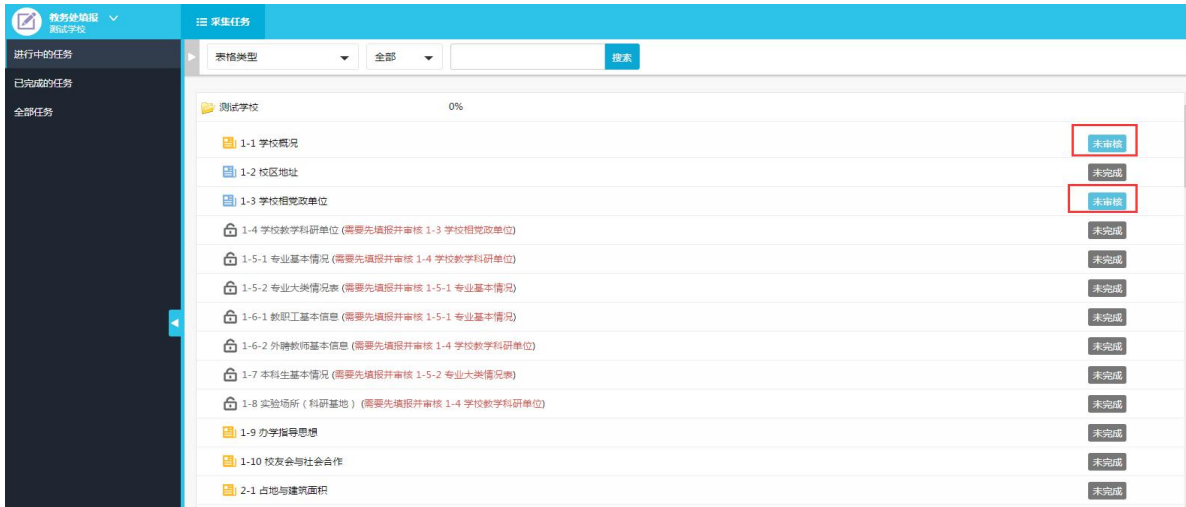 教务处填报
测试学校
采集任务
进行中的任务
已完成的任务
全部任务
表格类型 全部 搜索
测试学校 0%
1-1 学校概况 未审核
1-2 校区地址 未完成
1-3 学校相党政单位 未审核
1-4 学校教学科研单位 (需要先填报并审核 1-3 学校相党政单位) 未完成
1-5-1 专业基本情况 (需要先填报并审核 1-4 学校教学科研单位) 未完成
1-5-2 专业大类情况表 (需要先填报并审核 1-5-1 专业基本情况) 未完成
1-6-1 教职工基本信息 (需要先填报并审核 1-5-1 专业基本情况) 未完成
1-6-2 外聘教师基本信息 (需要先填报并审核 1-4 学校教学科研单位) 未完成
1-7 本科生基本情况 (需要先填报并审核 1-5-2 专业大类情况表) 未完成
1-8 实验场所（科研基地） (需要先填报并审核 1-4 学校教学科研单位) 未完成
1-9 办学指导思想 未完成
1-10 校友会与社会合作 未完成
2-1 占地与建筑面积 未完成